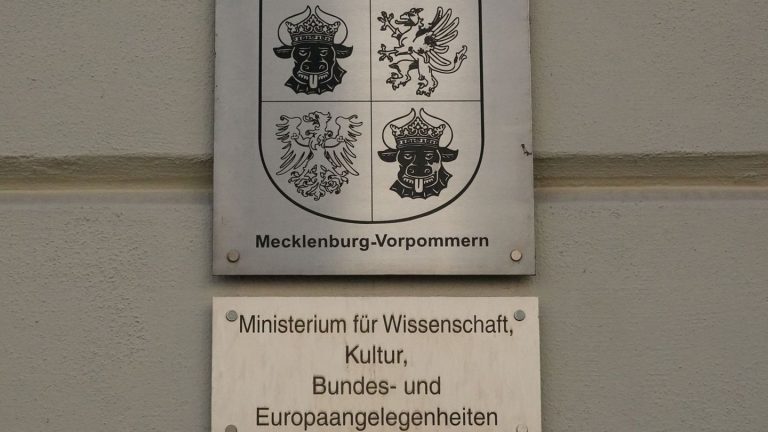 Mecklenburg-Vorpommern
Ministerium für Wissenschaft,
Kultur,
Bundes- und
Europaangelegenheiten